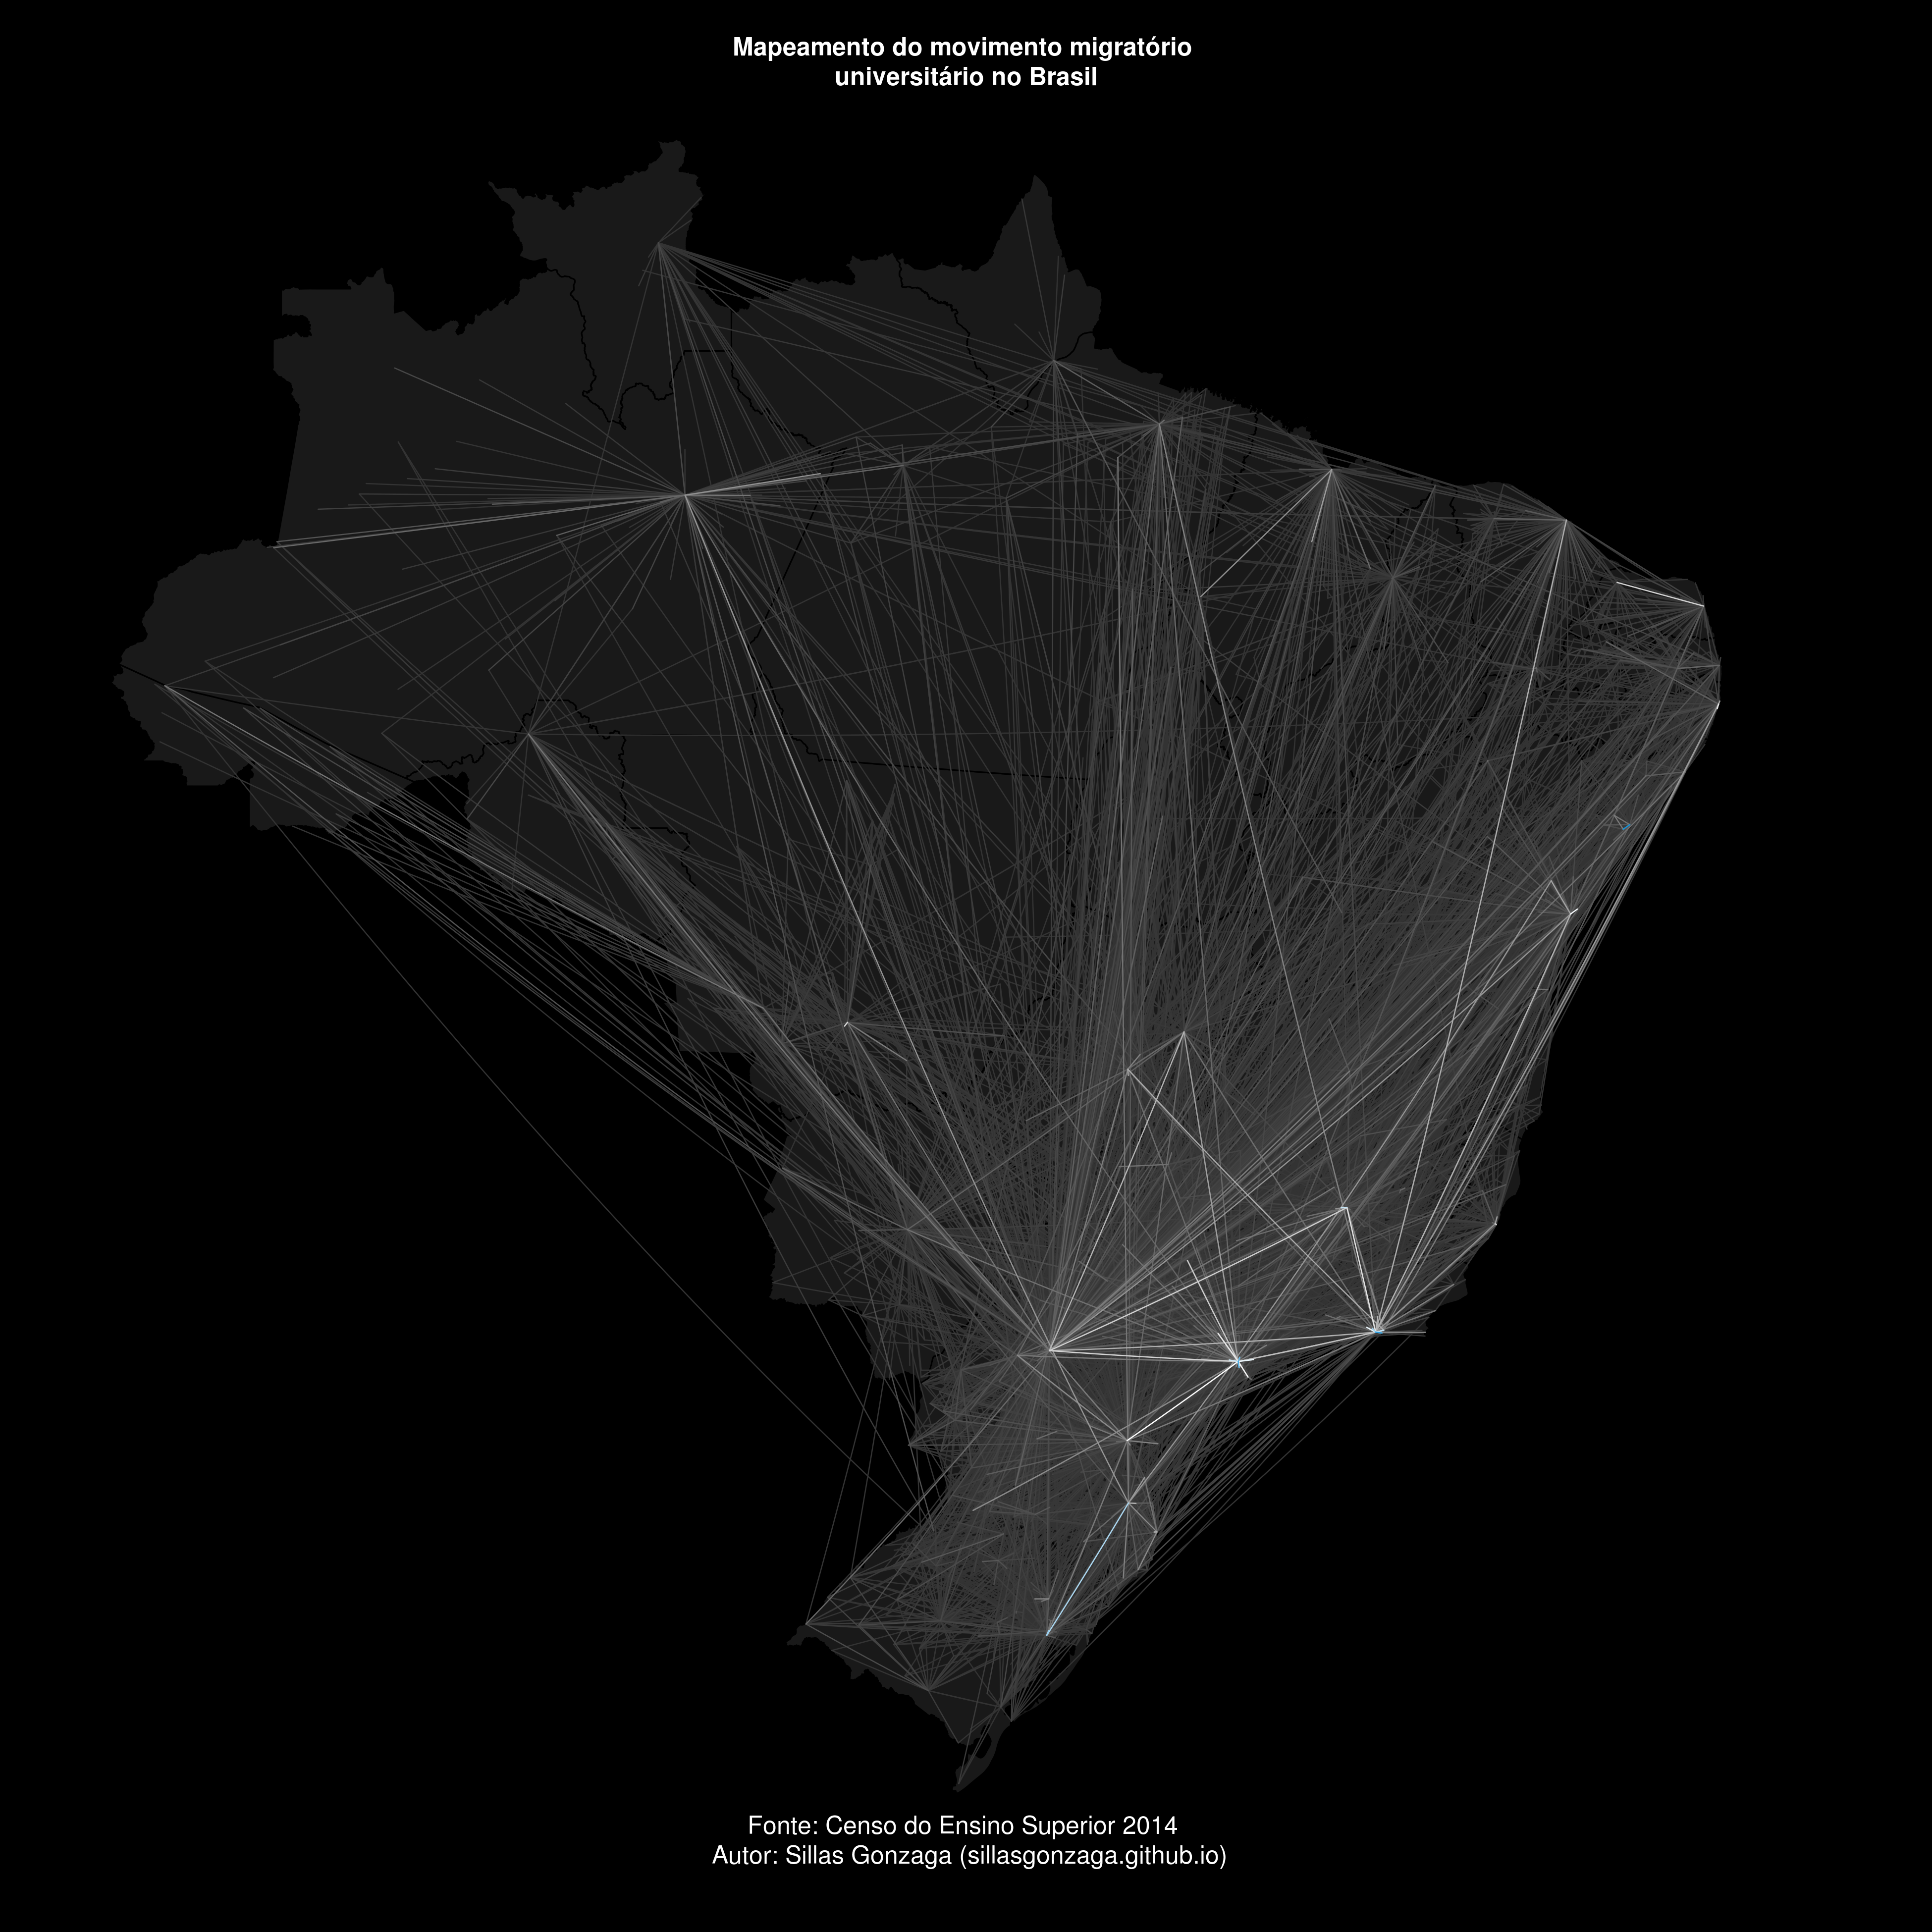 Mapeamento do movimento migratório
universitário no Brasil
Fonte: Censo do Ensino Superior 2014
Autor: Sillas Gonzaga (sillasgonzaga.github.io)